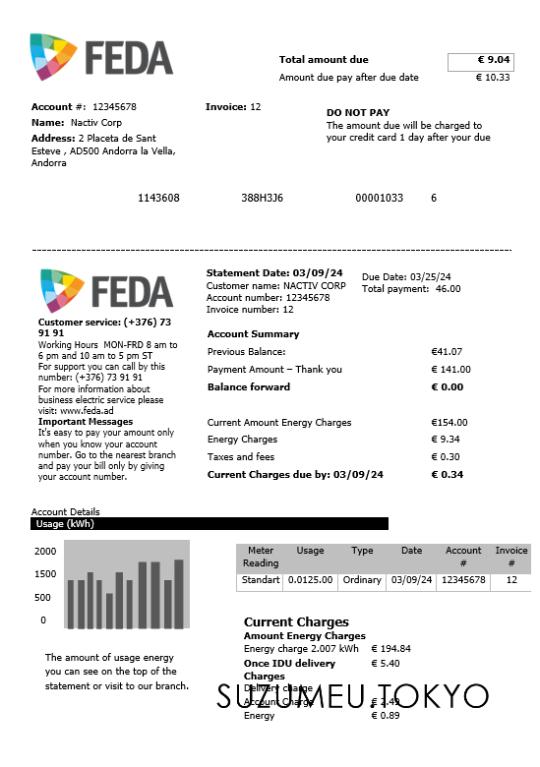 FEDA
Total amount due € 9.04
Amount due pay after due date € 10.33
Account #: 12345678
Invoice: 12
Name: Nactiv Corp
Address: 2 Placeta de Sant
Esteve , AD500 Andorra la Vella,
Andorra
DO NOT PAY
The amount due will be charged to
your credit card 1 day after your due
1143608 388H3J6 00001033 6
FEDA
Customer service: (+376) 73
91 91
Working Hours MON-FRD 8 am to
6 pm and 10 am to 5 pm ST
For support you can call by this
number: (+376) 73 91 91
For more information about
business electric service please
visit: www.feda.ad
Important Messages
It's easy to pay your amount only
when you know your account
number. Go to the nearest branch
and pay your bill only by giving
your account number.
Statement Date: 03/09/24
Customer name: NACTIV CORP
Account number: 12345678
Invoice number: 12
Due Date: 03/25/24
Total payment: 46.00
Account Summary
Previous Balance: €41.07
Payment Amount – Thank you € 141.00
Balance forward € 0.00
Current Amount Energy Charges €154.00
Energy Charges € 9.34
Taxes and fees € 0.30
Current Charges due by: 03/09/24 € 0.34
Account Details
Usage (kWh)
2000
1500
500
0
The amount of usage energy
you can see on the top of the
statement or visit to our branch.
Meter Reading Usage Type Date Account # Invoice #
Standart 0.0125.00 Ordinary 03/09/24 12345678 12
Current Charges
Amount Energy Charges
Energy charge 2.007 kWh € 194.84
Once IDU delivery € 5.40
Charges
Delivery charge
Account Charge € 2.49
Energy € 0.89
SUZUMEU.TOKYO